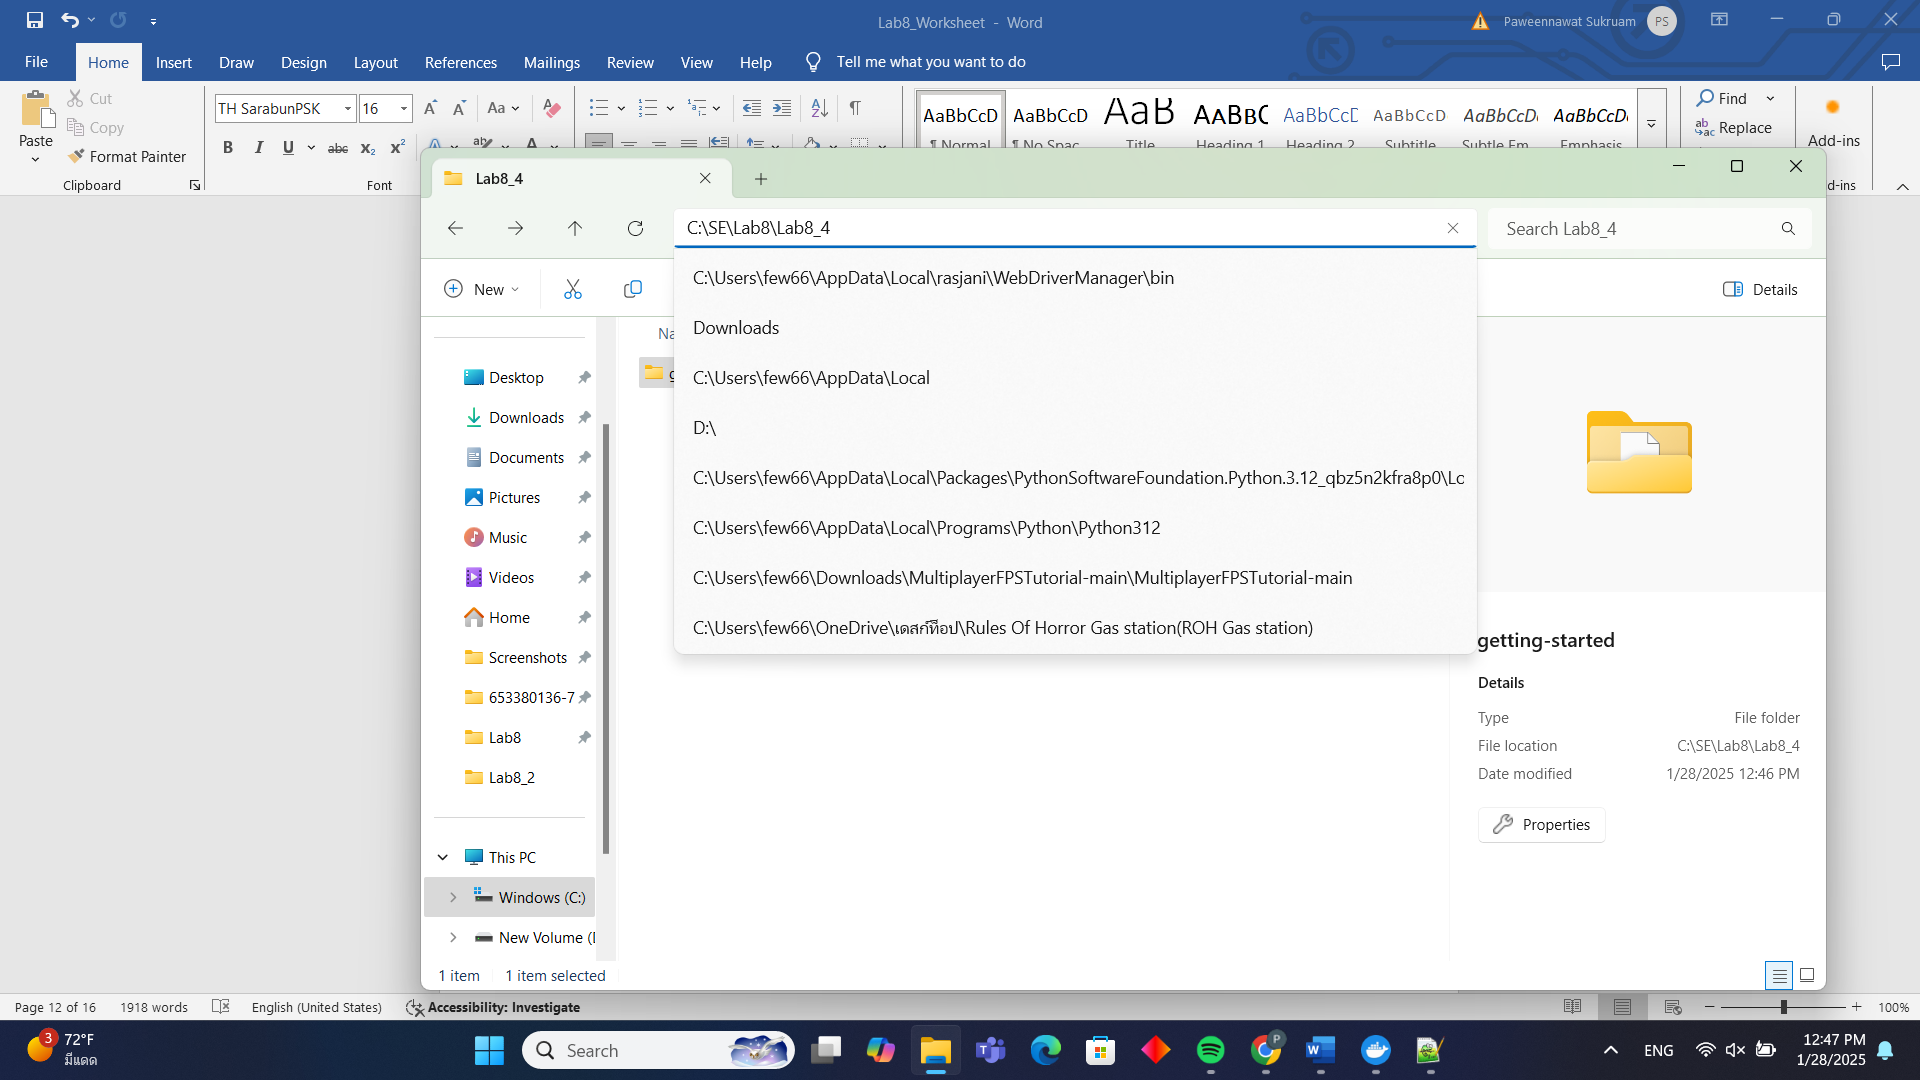 Lab8_Worksheet - Word
Paweennawat Sukruam
PS
File
Home
Insert
Draw
Design
Layout
References
Mailings
Review
View
Help
Tell me what you want to do
Paste
Cut
Copy
Format Painter
Clipboard
TH SarabunPSK
16
Font
AaBbCcD
AaBbCcD
AaB
AaBbC
AaBbCcD
Find
Replace
Add-ins
Lab8_4
C:\SE\Lab8\Lab8_4
Search Lab8_4
New
Details
C:\Users\few66\AppData\Local\rasjani\WebDriverManager\bin
Downloads
C:\Users\few66\AppData\Local
D:\
C:\Users\few66\AppData\Local\Packages\PythonSoftwareFoundation.Python.3.12_qbz5n2kfra8p0\Lo
C:\Users\few66\AppData\Local\Programs\Python\Python312
C:\Users\few66\Downloads\MultiplayerFPSTutorial-main\MultiplayerFPSTutorial-main
C:\Users\few66\OneDrive\เดสก์ท็อป\Rules Of Horror Gas station(ROH Gas station)
Desktop
Downloads
Documents
Pictures
Music
Videos
Home
Screenshots
653380136-7
Lab8
Lab8_2
This PC
Windows (C:)
New Volume
getting-started
Details
Type File folder
File location C:\SE\Lab8\Lab8_4
Date modified 1/28/2025 12:46 PM
Properties
1 item 1 item selected
Page 12 of 16
1918 words
English (United States)
Accessibility: Investigate
100%
3
72°F
มีแดด
Search
ENG
12:47 PM
1/28/2025